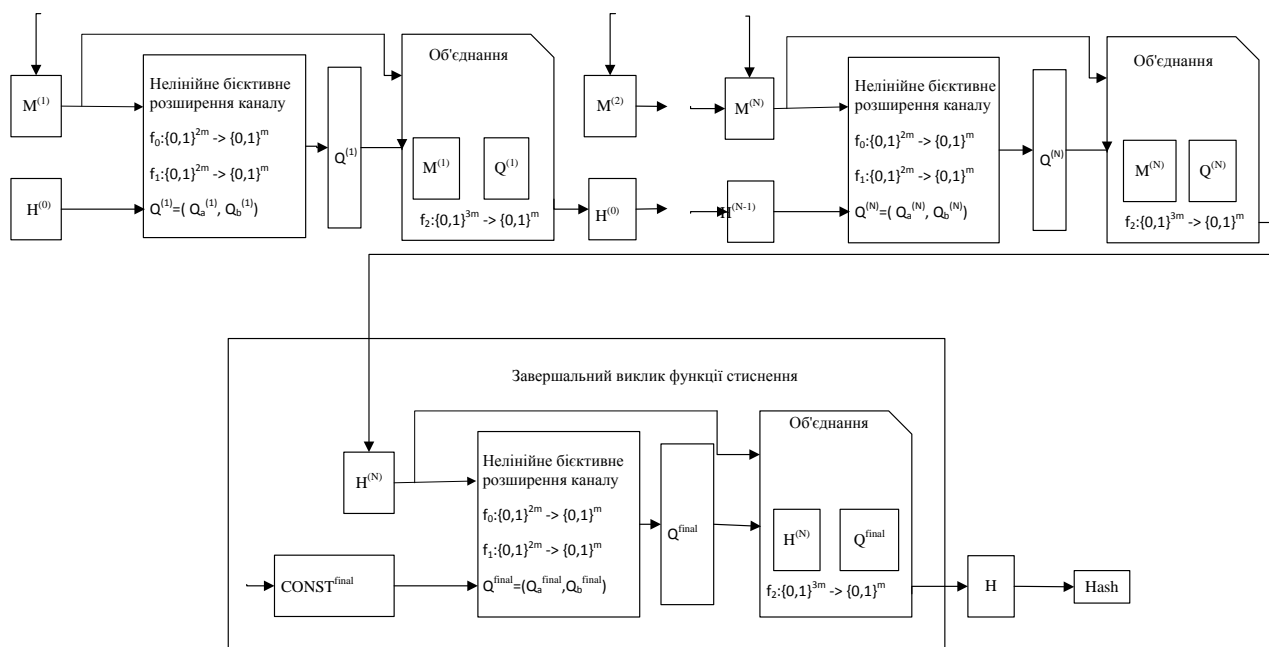 M(1)
H(0)
Нелінійне бієктивне
розширення каналу
f0:{0,1}2m -> {0,1}m
f1:{0,1}2m -> {0,1}m
Q(1)=( Qa(1), Qb(1))
Q(1)
Об'єднання
M(1)
Q(1)
f2:{0,1}3m -> {0,1}m
M(2)
H(0)
M(N)
H(N-1)
Нелінійне бієктивне
розширення каналу
f0:{0,1}2m -> {0,1}m
f1:{0,1}2m -> {0,1}m
Q(N)=( Qa(N), Qb(N))
Q(N)
Об'єднання
M(N)
Q(N)
f2:{0,1}3m -> {0,1}m
Завершальний виклик функції стиснення
H(N)
CONSTfinal
Нелінійне бієктивне
розширення каналу
f0:{0,1}2m -> {0,1}m
f1:{0,1}2m -> {0,1}m
Qfinal=(Qafinal,Qbfinal)
Qfinal
Об'єднання
H(N)
Qfinal
f2:{0,1}3m -> {0,1}m
H
Hash